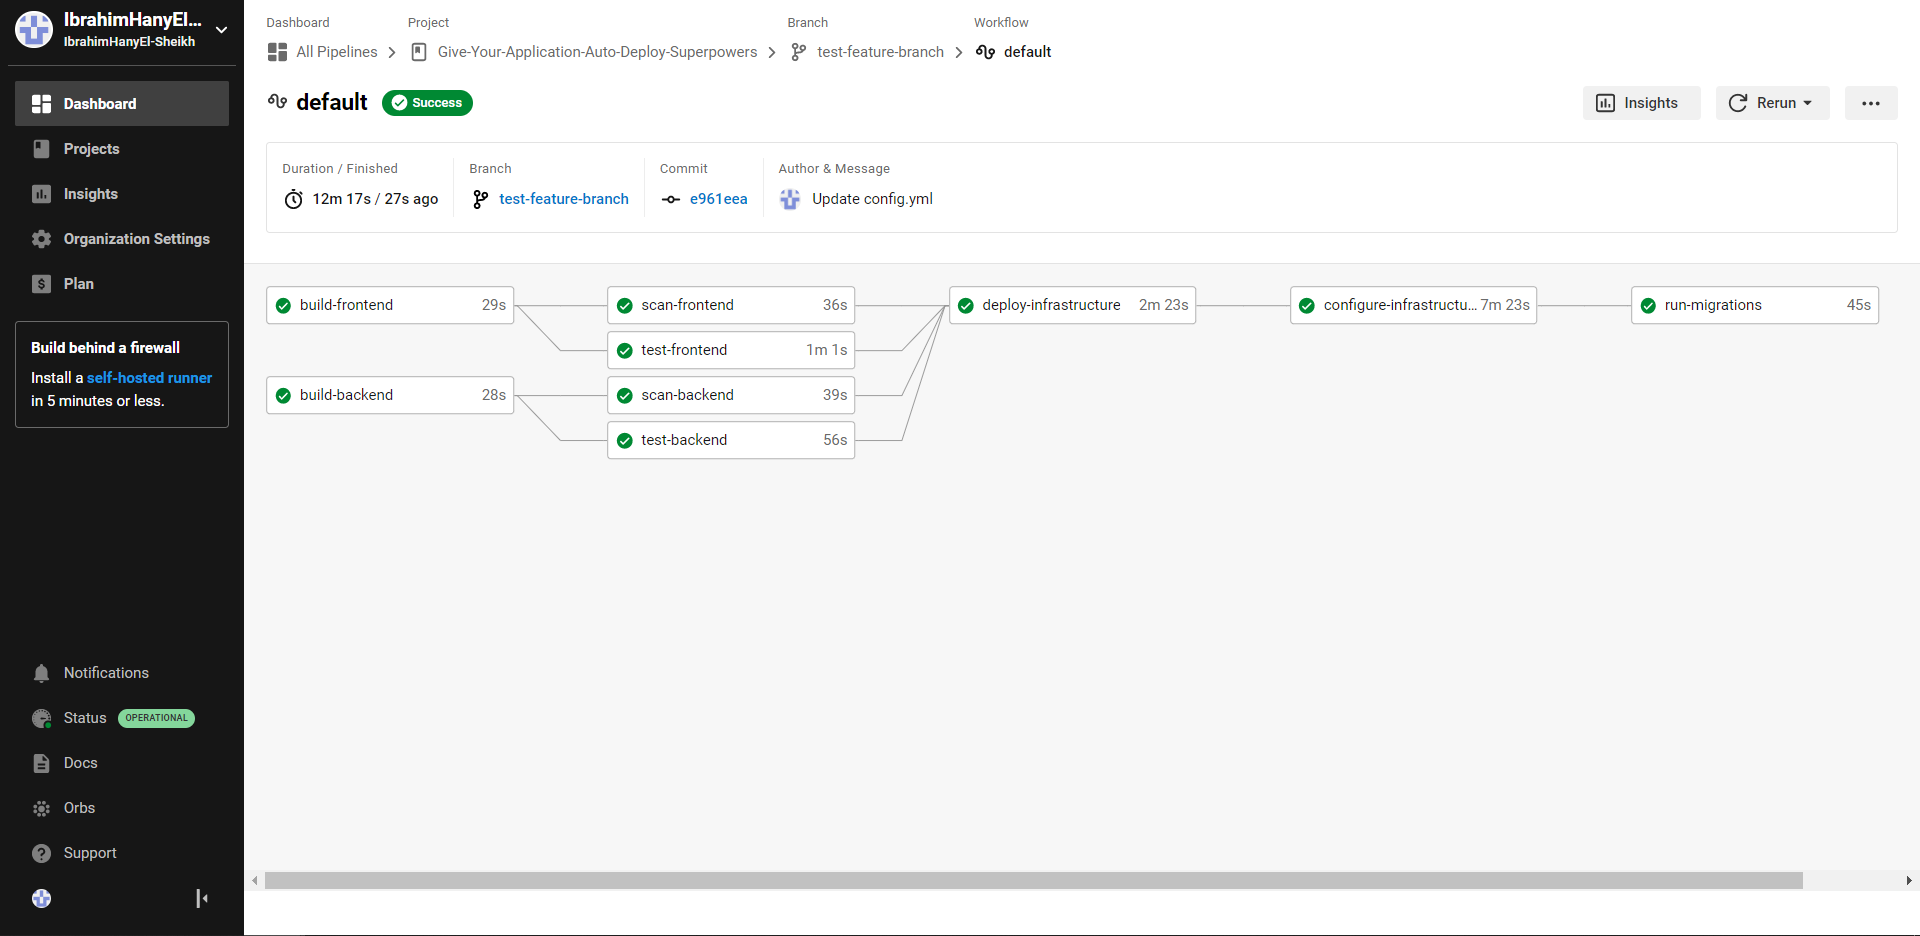 IbrahimHanyEl...
IbrahimHanyEl-Sheikh
Dashboard
Projects
Insights
Organization Settings
Plan
Build behind a firewall
Install a self-hosted runner
in 5 minutes or less.
Notifications
Status OPERATIONAL
Docs
Orbs
Support
Dashboard Project Branch Workflow
All Pipelines Give-Your-Application-Auto-Deploy-Superpowers test-feature-branch default
default Success
Insights Rerun ...
Duration / Finished Branch Commit Author & Message
12m 17s / 27s ago test-feature-branch e961eea Update config.yml
build-frontend 29s scan-frontend 36s deploy-infrastructure 2m 23s configure-infrastructu... 7m 23s run-migrations 45s
test-frontend 1m 1s
build-backend 28s scan-backend 39s
test-backend 56s